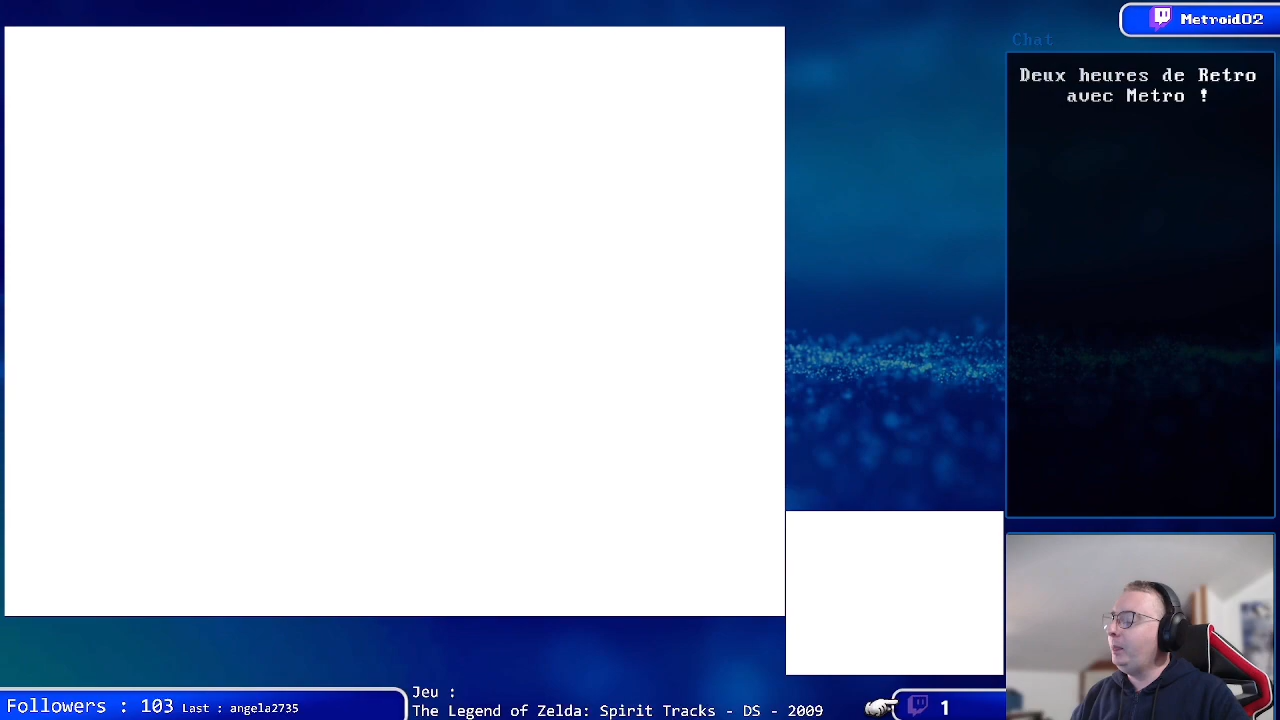 Metroid02
Chat
Deux heures de Retro
avec Metro !
Followers : 103 Last : angela2735
Jeu :
The Legend of Zelda: Spirit Tracks - DS - 2009
1